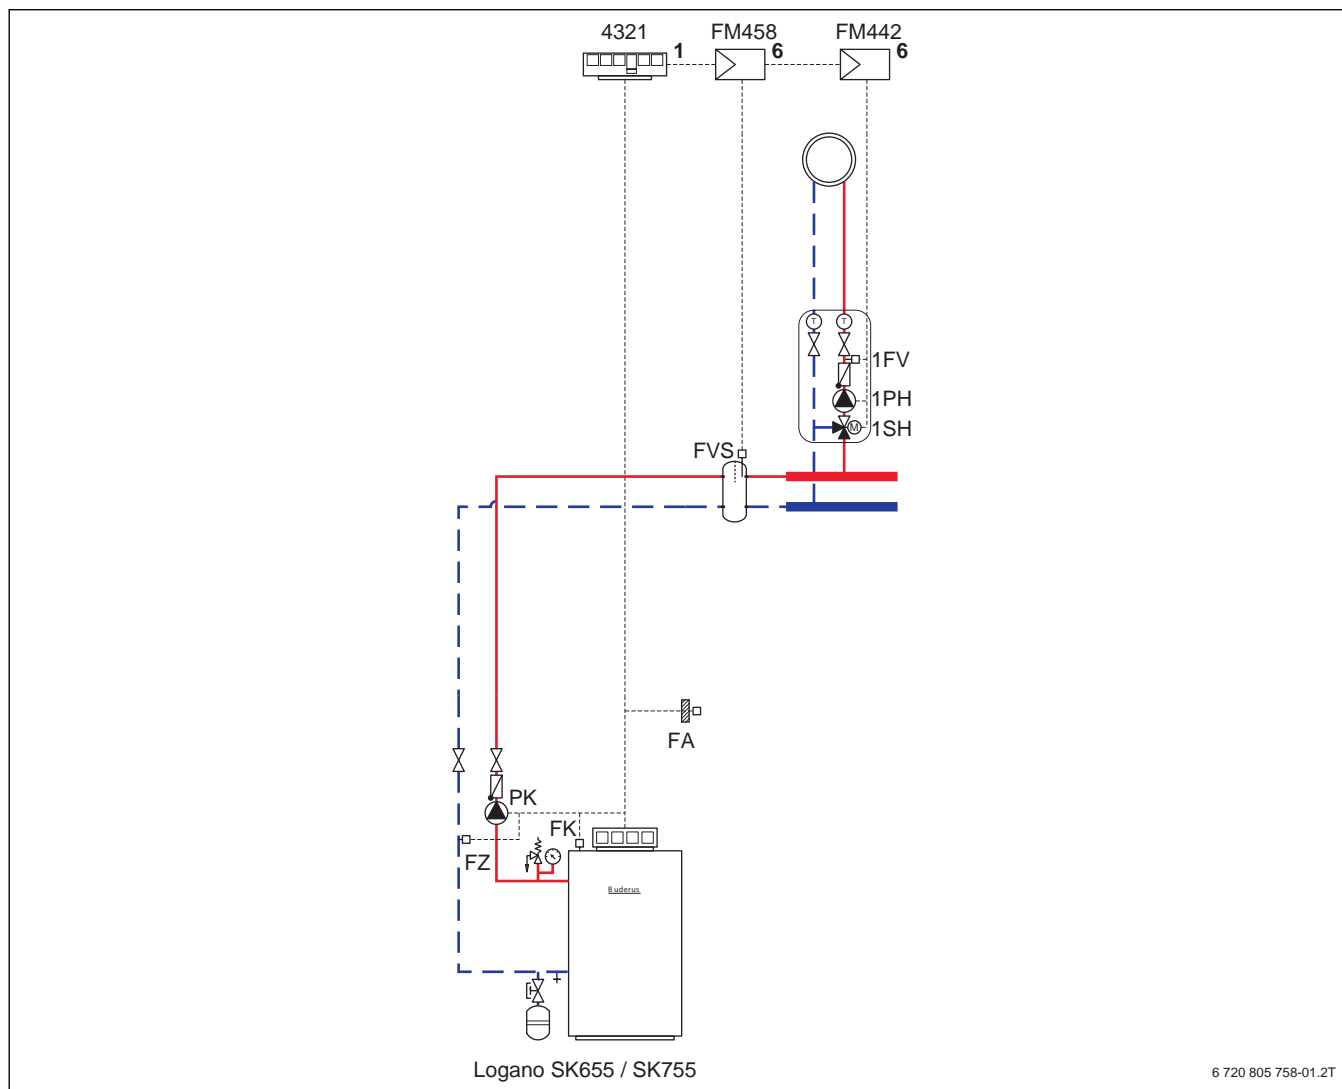 4321 FM458 FM442
1 6 6
T T
1FV
1PH
M 1SH
FVS
FA
PK
FK
FZ
Buderus
Logano SK655 / SK755
6 720 805 758-01.2T